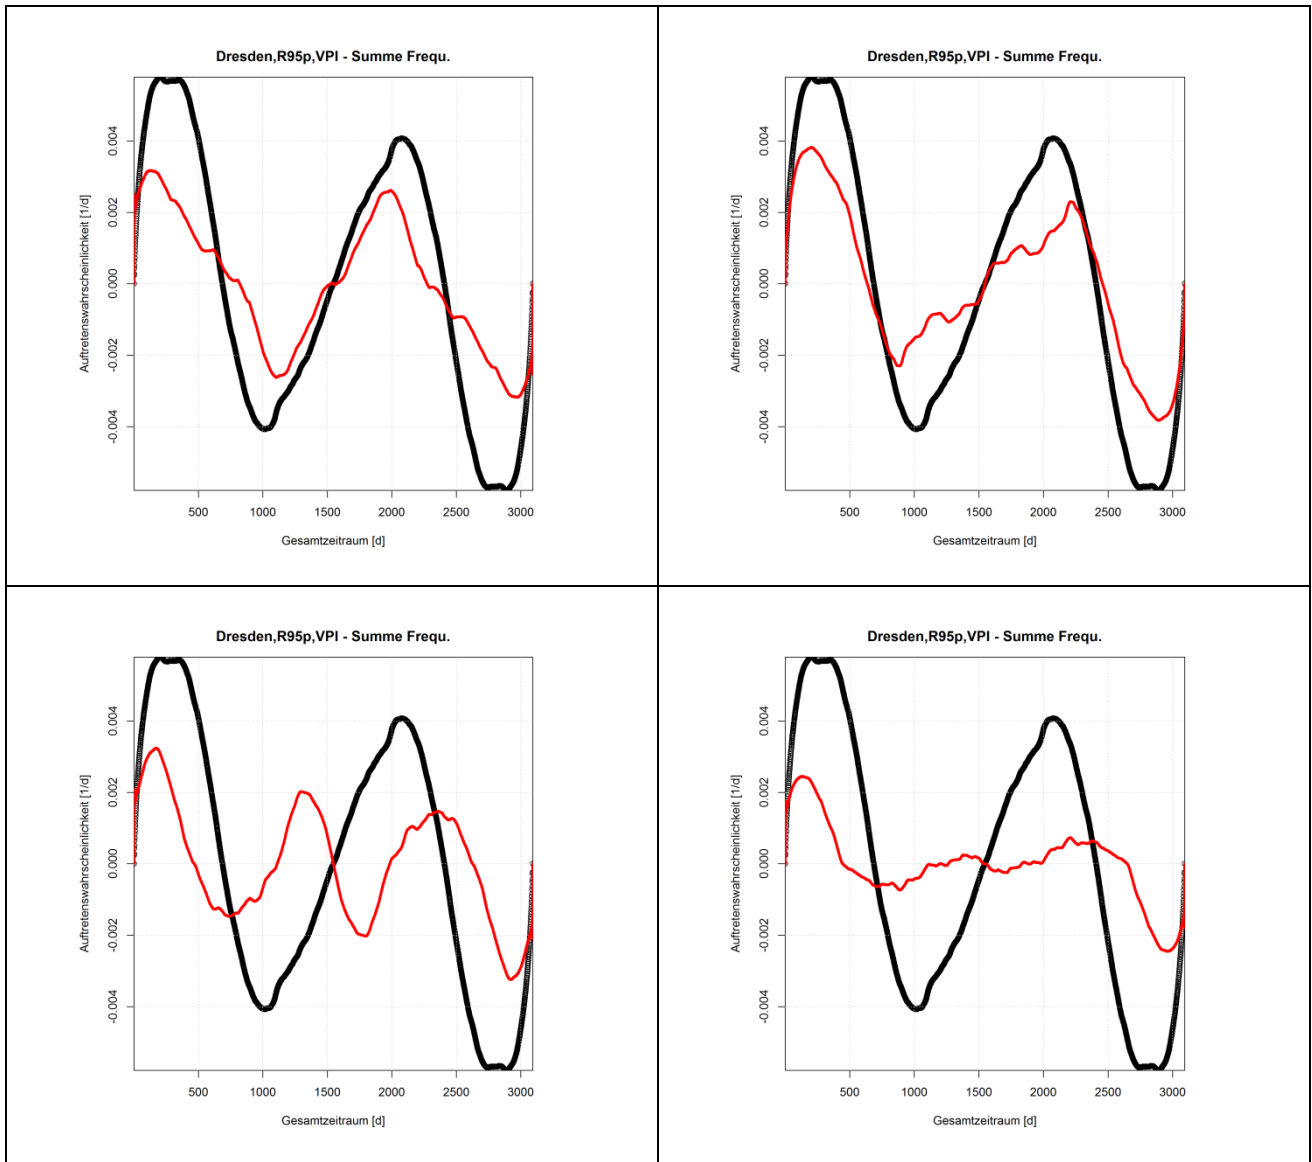 Dresden,R95p,VPI - Summe Frequ.
Auftretenswahrscheinlichkeit [1/d]
0.004
0.002
0.000
-0.002
-0.004
500 1000 1500 2000 2500 3000
Gesamtzeitraum [d]
Dresden,R95p,VPI - Summe Frequ.
Auftretenswahrscheinlichkeit [1/d]
0.004
0.002
0.000
-0.002
-0.004
500 1000 1500 2000 2500 3000
Gesamtzeitraum [d]
Dresden,R95p,VPI - Summe Frequ.
Auftretenswahrscheinlichkeit [1/d]
0.004
0.002
0.000
-0.002
-0.004
500 1000 1500 2000 2500 3000
Gesamtzeitraum [d]
Dresden,R95p,VPI - Summe Frequ.
Auftretenswahrscheinlichkeit [1/d]
0.004
0.002
0.000
-0.002
-0.004
500 1000 1500 2000 2500 3000
Gesamtzeitraum [d]